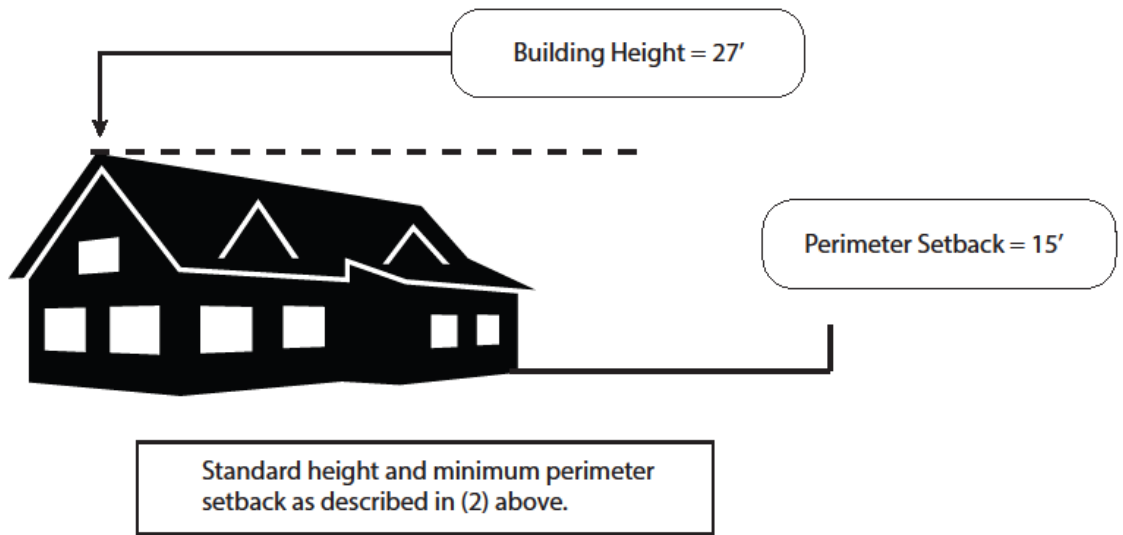 Building Height = 27′
Perimeter Setback = 15′
Standard height and minimum perimeter
setback as described in (2) above.